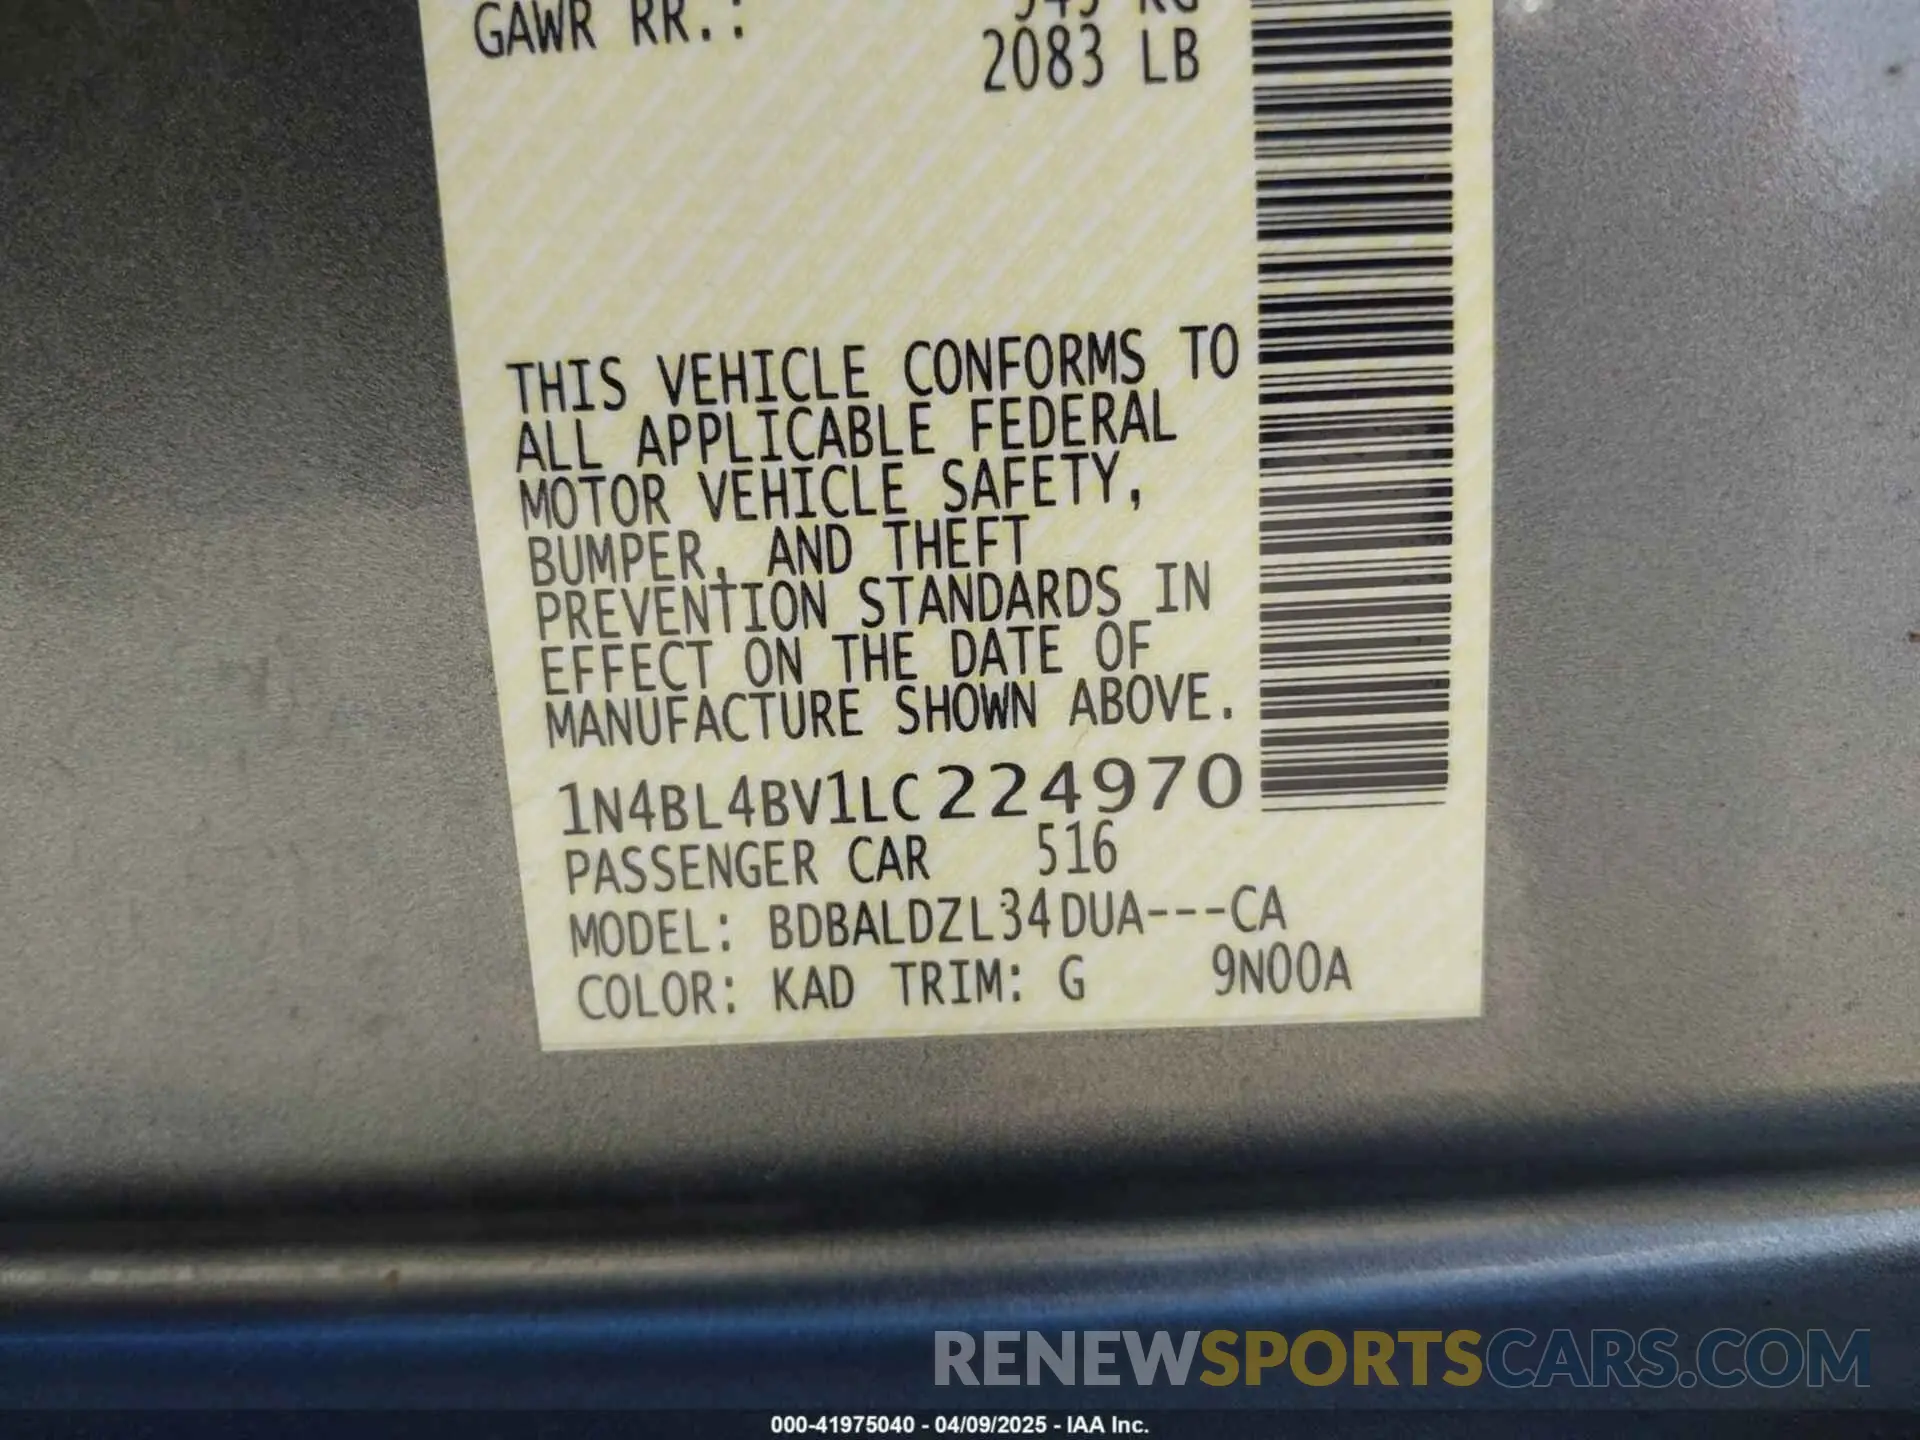 GAWR RR.: 945 KG
2083 LB
THIS VEHICLE CONFORMS TO
ALL APPLICABLE FEDERAL
MOTOR VEHICLE SAFETY,
BUMPER, AND THEFT
PREVENTION STANDARDS IN
EFFECT ON THE DATE OF
MANUFACTURE SHOWN ABOVE.
1N4BL4BV1LC224970
PASSENGER CAR 516
MODEL: BDBALDZL34DUA---CA
COLOR: KAD TRIM: G 9N00A
RENEWSPORTSCARS.COM
000-41975040 - 04/09/2025 - IAA Inc.